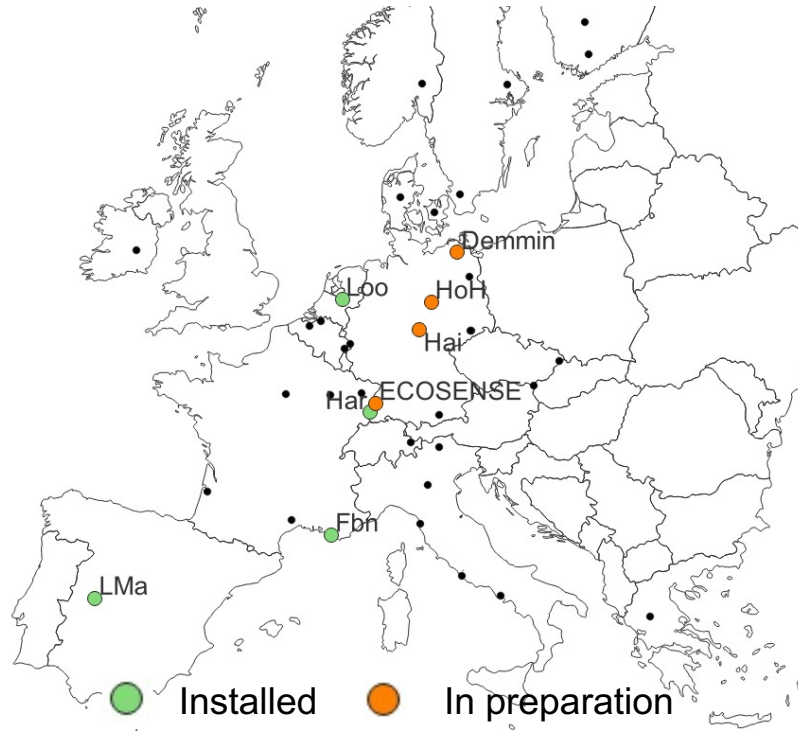 Demmin
Loo
HoH
Hai
ECOSENSE
Har
Fbn
LMa
Installed
In preparation